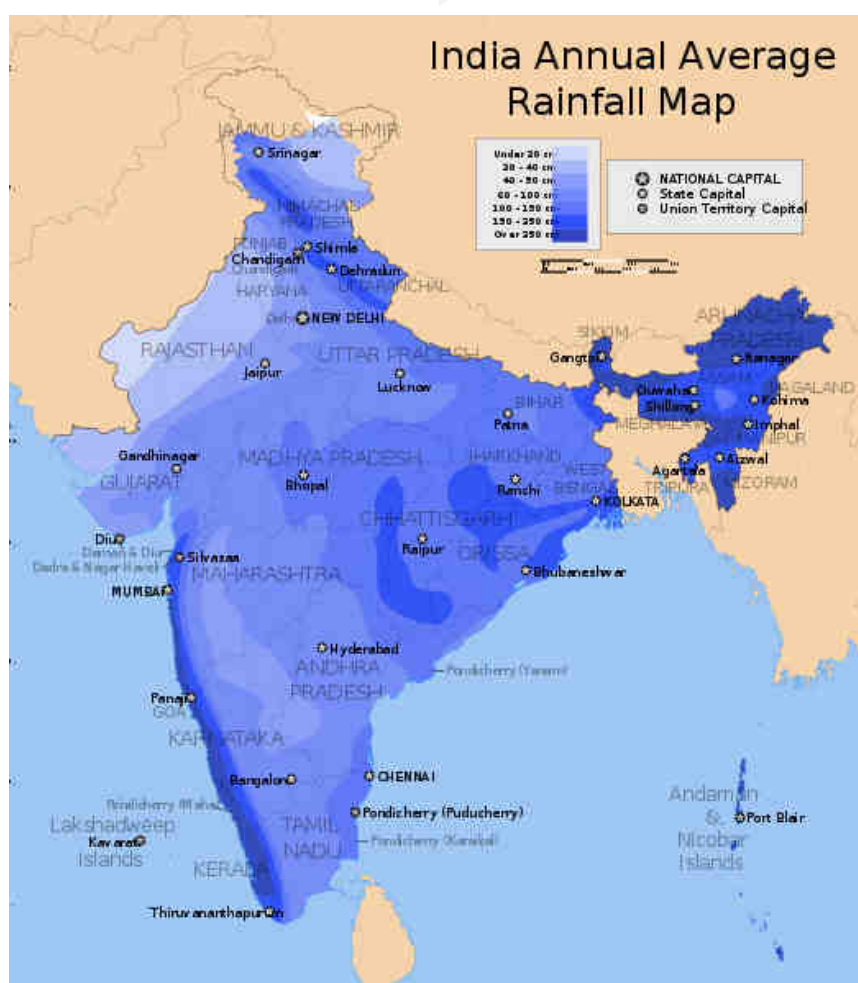 India Annual Average
Rainfall Map
JAMMU & KASHMIR
Srinagar
Under 20 cm
20 - 40 cm
60 - 100 cm
100 - 150 cm
150 - 250 cm
Over 250 cm
NATIONAL CAPITAL
State Capital
Union Territory Capital
HIMACHAL
PRADESH
PUNJAB
Shimla
Chandigarh
Chandigarh
Dehradun
HARYANA
UTTARANCHAL
Delhi
NEW DELHI
ARUNACHAL
PRADESH
SIKKIM
RAJASTHAN
UTTAR PRADESH
Gangtok
Itanagar
Jaipur
Lucknow
ASSAM
NAGALAND
Guwahati
Kohima
Shillong
BIHAR
Patna
MEGHALAYA
Imphal
MANIPUR
Gandhinagar
MADHYA PRADESH
JHARKHAND
Agartala
Aizwal
GUJARAT
Bhopal
Ranchi
WEST
BENGAL
TRIPURA
MIZORAM
KOLKATA
CHHATTISGARH
Diu
Raipur
ORISSA
Daman & Diu
Silvassa
Dadra & Nagar Haveli
MAHARASHTRA
Bhubaneshwar
MUMBAI
Hyderabad
ANDHRA
PRADESH
Pondicherry (Yanam)
Panaji
GOA
KARNATAKA
Bangalore
CHENNAI
Pondicherry (Mahe)
Pondicherry (Puducherry)
Andaman
&
Nicobar
Islands
Port Blair
Lakshadweep
Islands
Kavarati
TAMIL
NADU
Pondicherry (Karaikal)
KERALA
Thiruvananthapuram